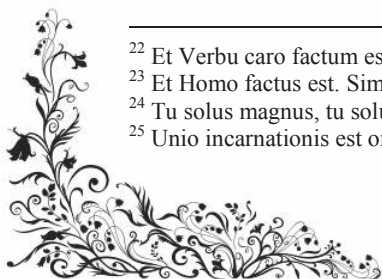 22 Et Verbu caro factum es
23 Et Homo factus est. Sim
24 Tu solus magnus, tu solu
25 Unio incarnationis est or